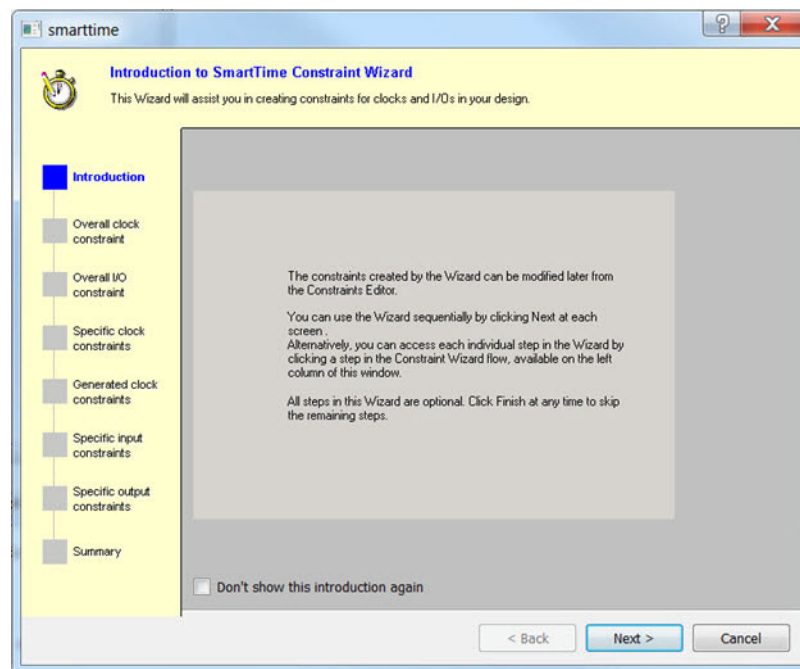 smarttime
Introduction to SmartTime Constraint Wizard
This Wizard will assist you in creating constraints for clocks and I/Os in your design.
Introduction
Overall clock
constraint
Overall I/O
constraint
Specific clock
constraints
Generated clock
constraints
Specific input
constraints
Specific output
constraints
Summary
The constraints created by the Wizard can be modified later from
the Constraints Editor.
You can use the Wizard sequentially by clicking Next at each
screen .
Alternatively, you can access each individual step in the Wizard by
clicking a step in the Constraint Wizard flow, available on the left
column of this window.
All steps in this Wizard are optional. Click Finish at any time to skip
the remaining steps.
Don't show this introduction again
< Back
Next >
Cancel